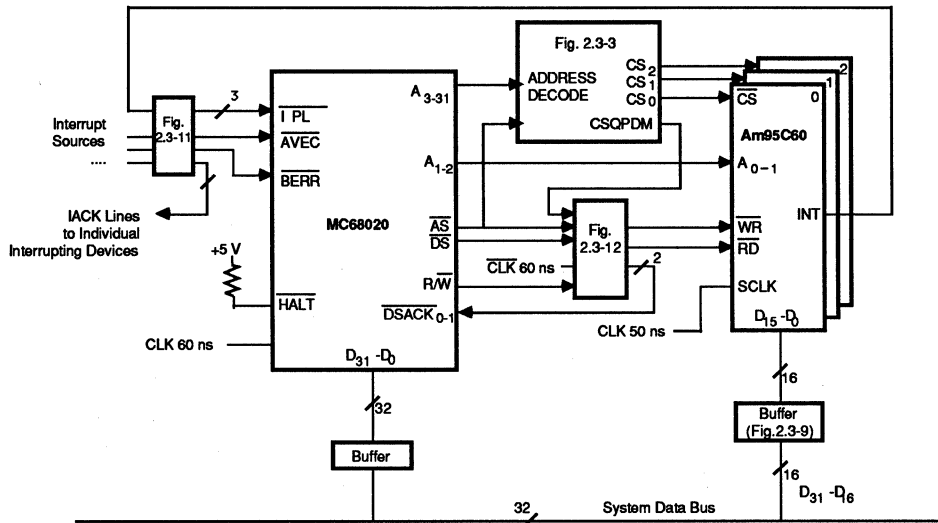 Fig. 2.3-3
ADDRESS
DECODE
CS2
CS1
CS0
CSQPDM
2
1
0
CS
Am95C60
A0-1
INT
WR
RD
SCLK
D15 -D0
Interrupt
Sources
....
Fig.
2.3-11
3
I PL
AVEC
BERR
MC68020
A3-31
A1-2
AS
DS
R/W
DSACK0-1
HALT
D31 -D0
IACK Lines
to Individual
Interrupting Devices
+5 V
CLK 60 ns
Fig.
2.3-12
CLK 60 ns
2
CLK 50 ns
32
Buffer
16
Buffer
(Fig.2.3-9)
16
D31 -D16
32
System Data Bus